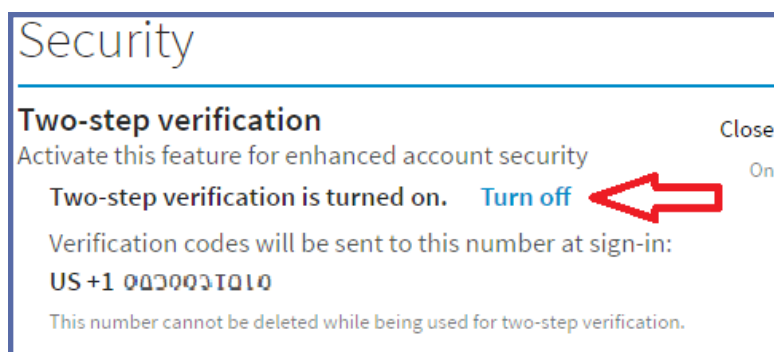 Security
Two-step verification
Close
Activate this feature for enhanced account security
On
Two-step verification is turned on. Turn off
Verification codes will be sent to this number at sign-in:
US +1
This number cannot be deleted while being used for two-step verification.